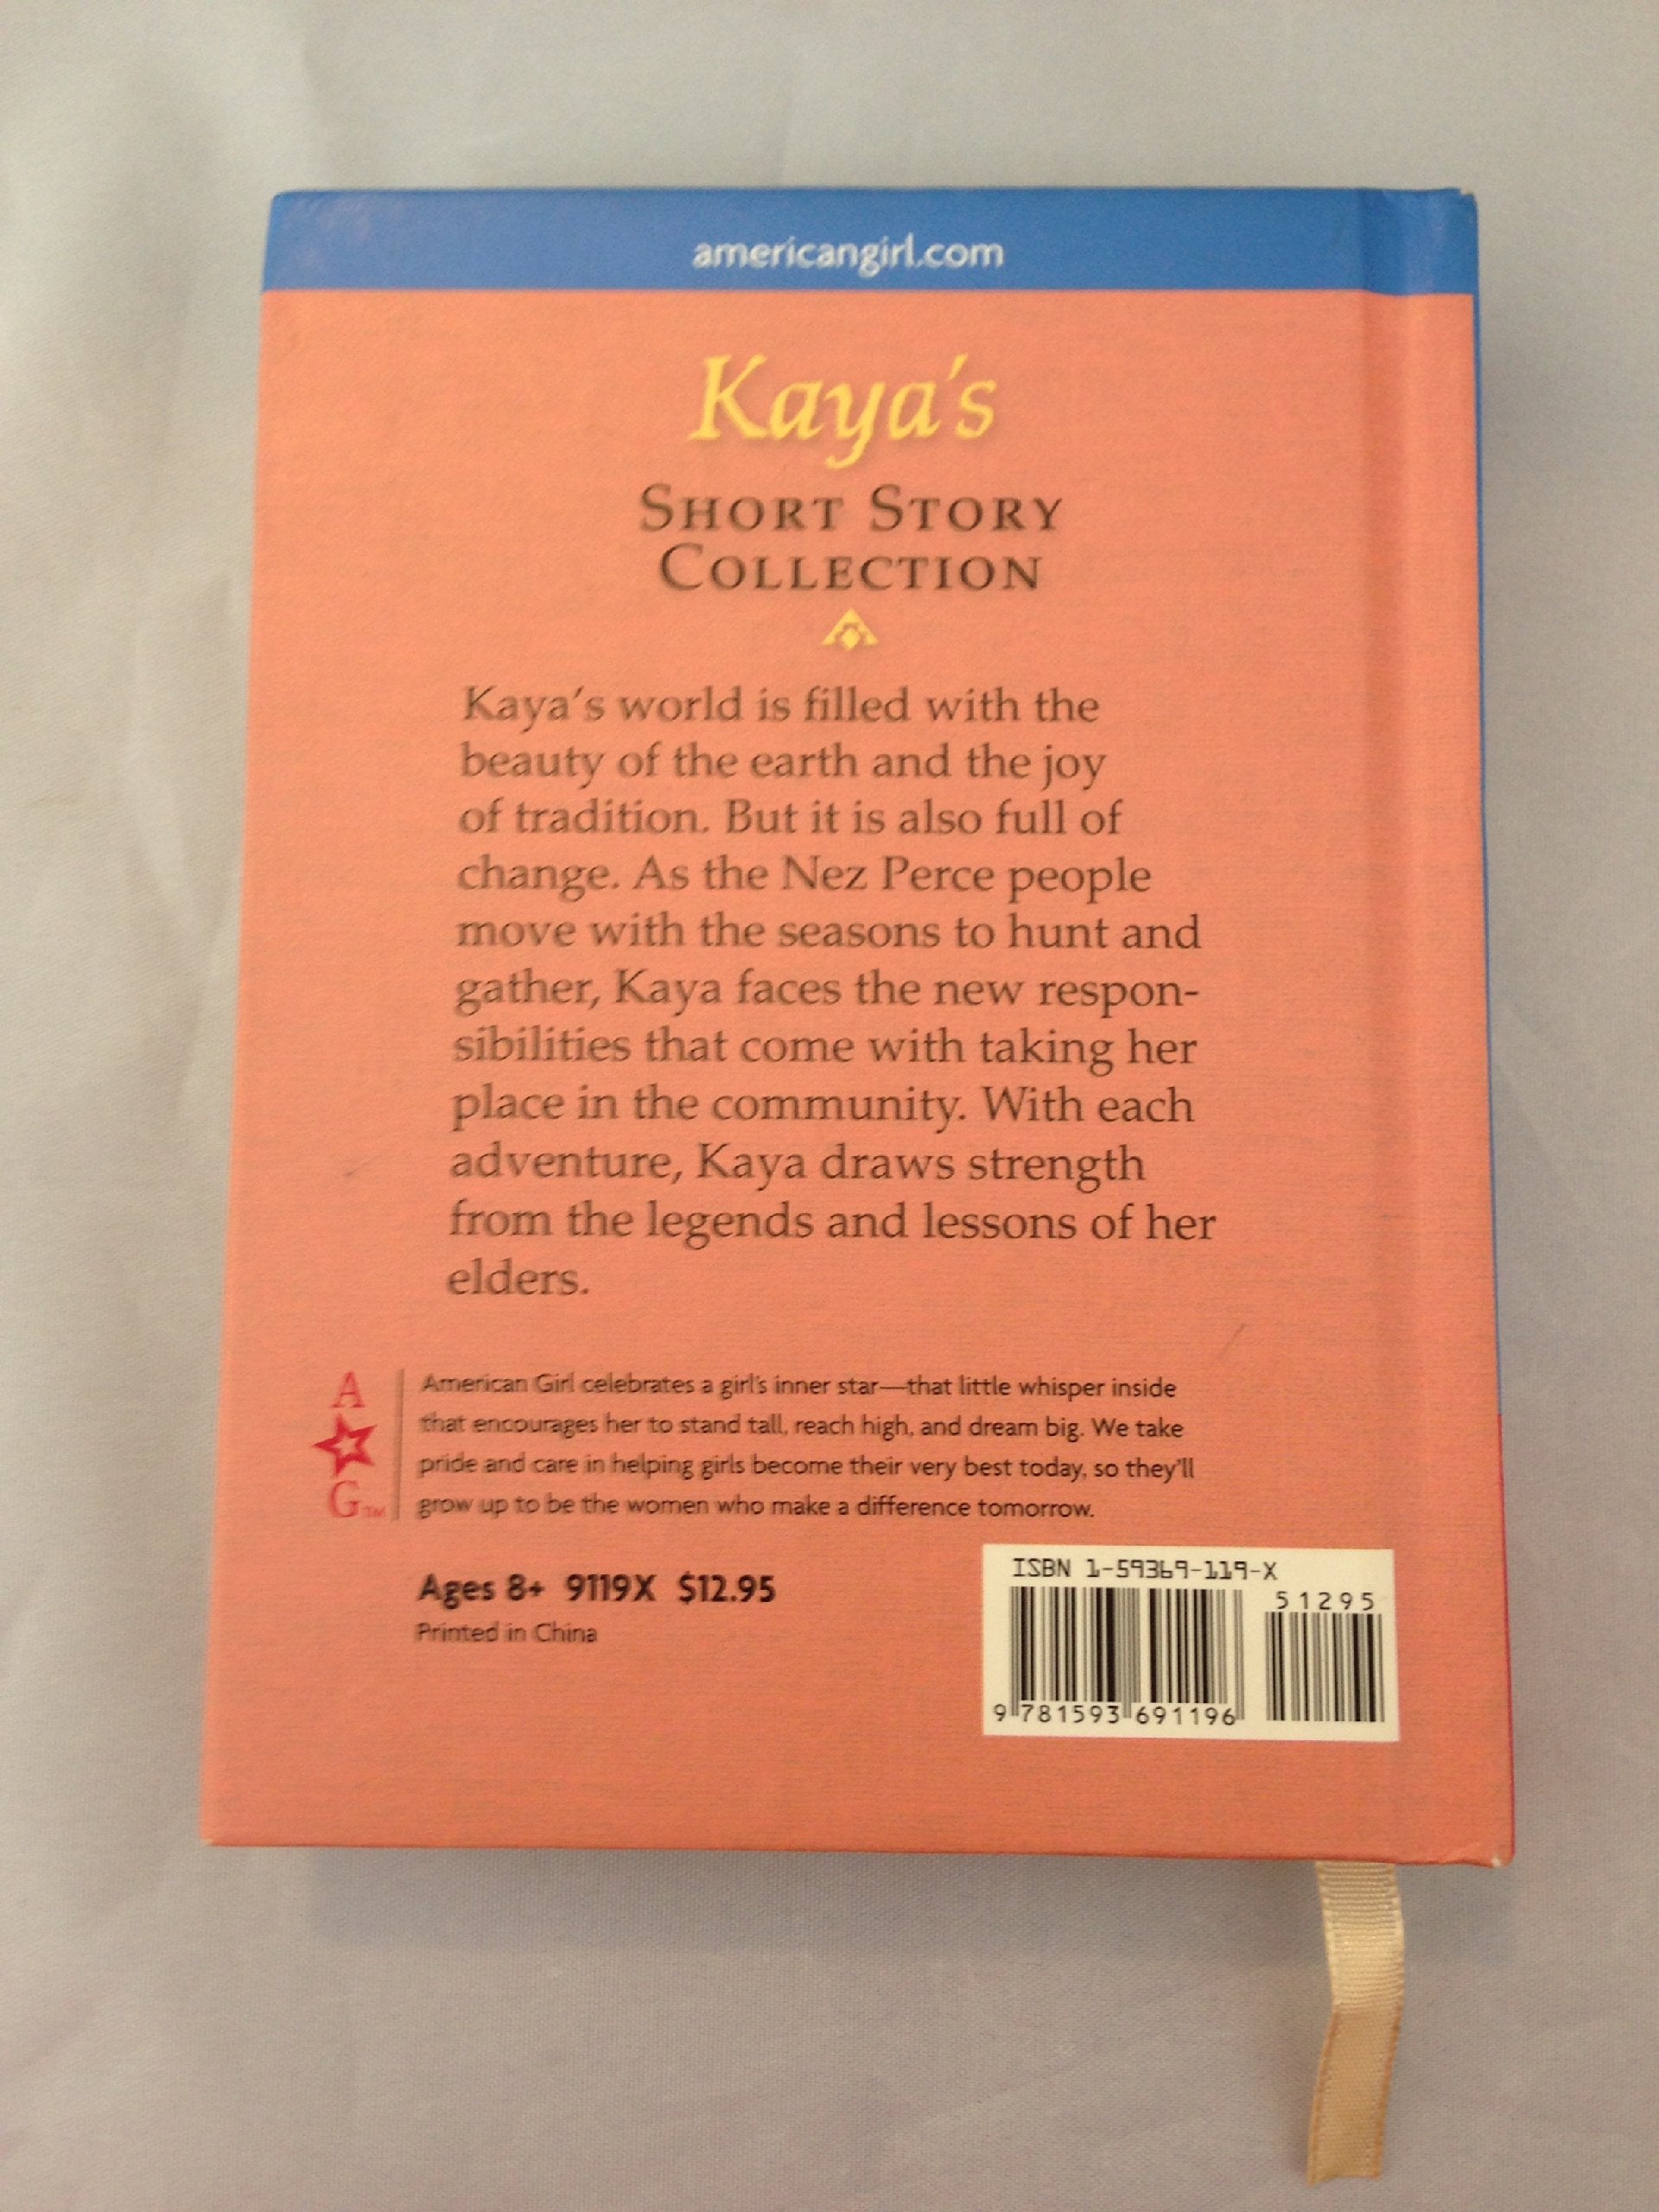 americangirl.com
Kaya's
SHORT STORY
COLLECTION
Kaya's world is filled with the
beauty of the earth and the joy
of tradition. But it is also full of
change. As the Nez Perce people
move with the seasons to hunt and
gather, Kaya faces the new respon-
sibilities that come with taking her
place in the community. With each
adventure, Kaya draws strength
from the legends and lessons of her
elders.
A
G™
American Girl celebrates a girl's inner star—that little whisper inside
that encourages her to stand tall, reach high, and dream big. We take
pride and care in helping girls become their very best today, so they'll
grow up to be the women who make a difference tomorrow.
Ages 8+ 9119X $12.95
Printed in China
ISBN 1-59369-119-X
51295
9 781593 691196